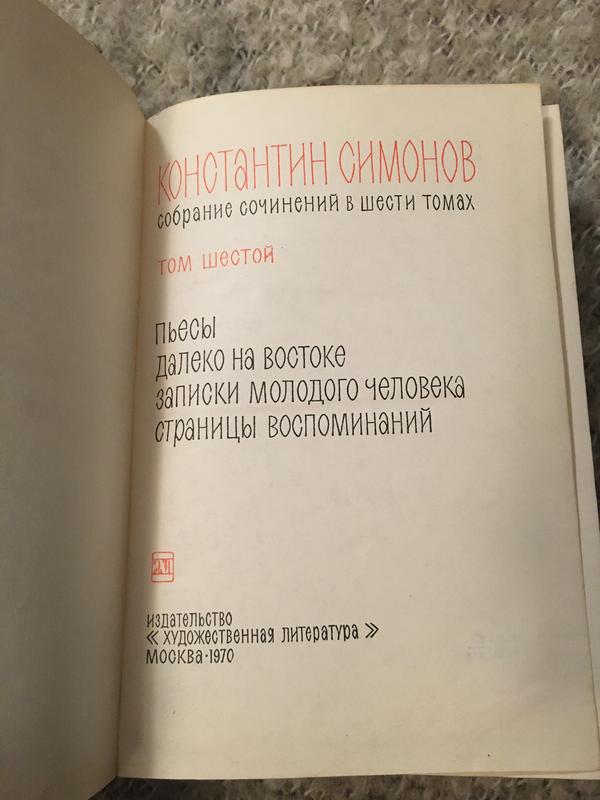 КОНСТАНТИН СИМОНОВ
собрание сочинений в шести томах
том шестой
пьесы
далеко на востоке
записки молодого человека
страницы воспоминаний
издательство
«художественная литература»
москва·1970